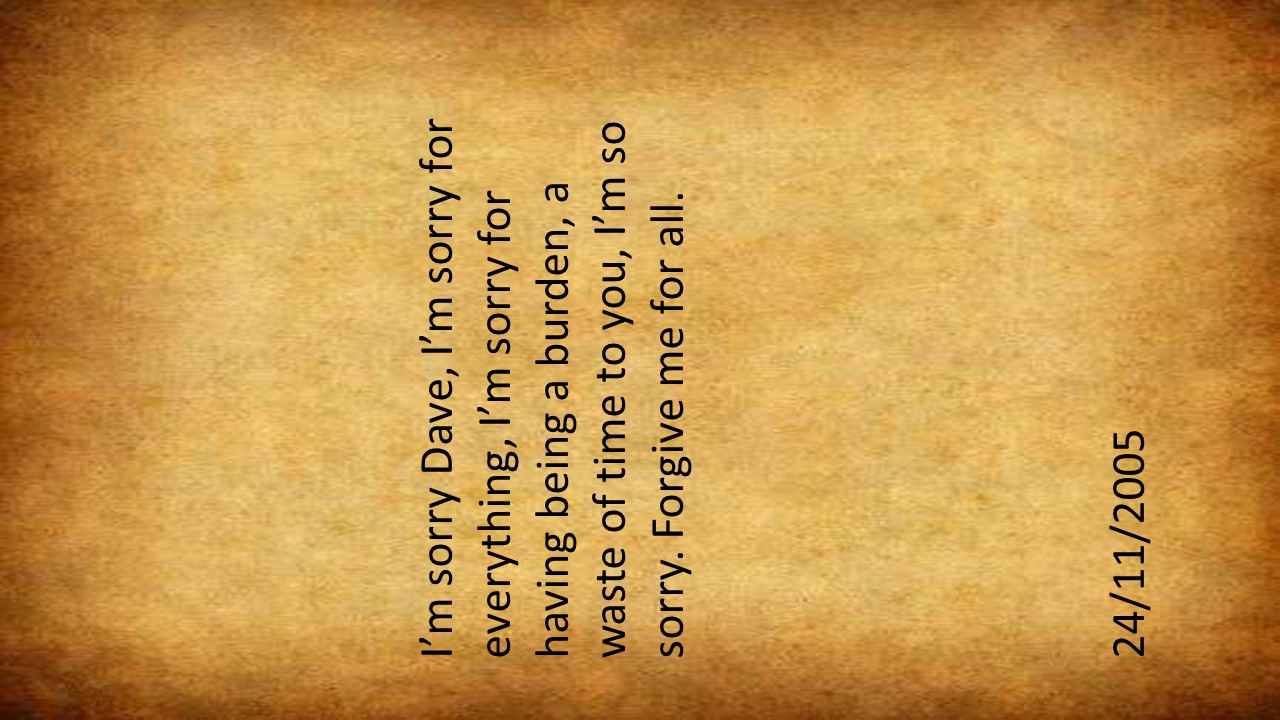 I’m sorry Dave, I’m sorry for
everything, I’m sorry for
having being a burden, a
waste of time to you, I’m so
sorry. Forgive me for all.
24/11/2005